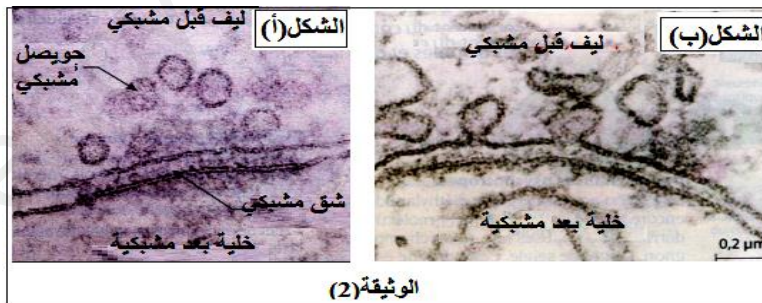 الشكل(أ)
ليف قبل مشبكي
حويصل
مشبكي
شق مشبكي
خلية بعد مشبكية
الشكل(ب)
ليف قبل مشبكي
خلية بعد مشبكية
0,2 µm
الوثيقة(2)